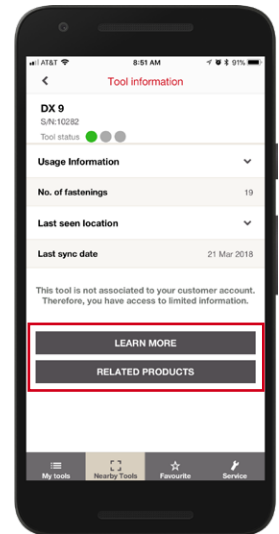 AT&T 8:51 AM 91%
Tool information
DX 9
S/N:10282
Tool status
Usage Information
No. of fastenings 19
Last seen location
Last sync date 21 Mar 2018
This tool is not associated to your customer account.
Therefore, you have access to limited information.
LEARN MORE
RELATED PRODUCTS
My tools Nearby Tools Favourite Service